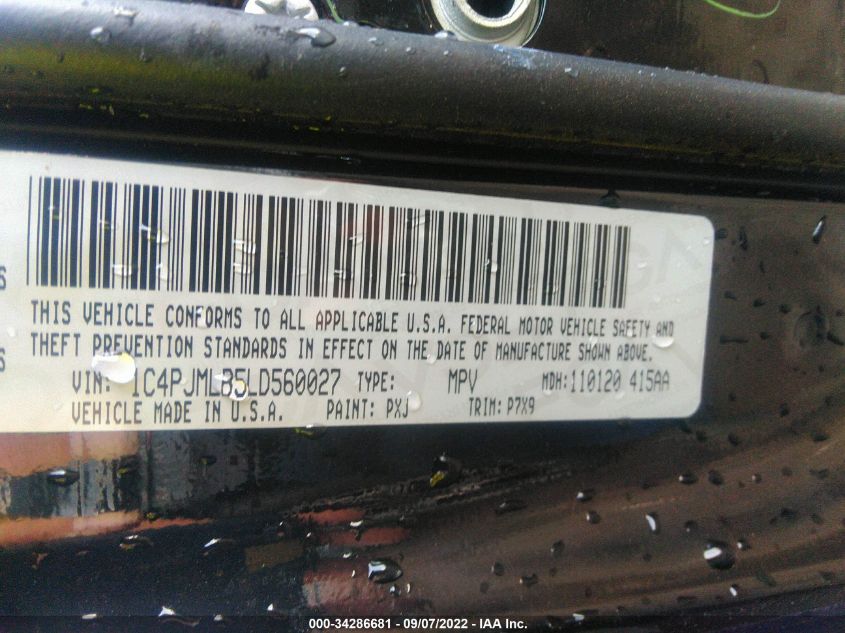 THIS VEHICLE CONFORMS TO ALL APPLICABLE U.S.A. FEDERAL MOTOR VEHICLE SAFETY AND
THEFT PREVENTION STANDARDS IN EFFECT ON THE DATE OF MANUFACTURE SHOWN ABOVE.
VIN: 1C4PJMLB5LD560027 TYPE: MPV MDH:110120 415AA
VEHICLE MADE IN U.S.A. PAINT: PXJ TRIM: P7X9
000-34286681 - 09/07/2022 - IAA Inc.